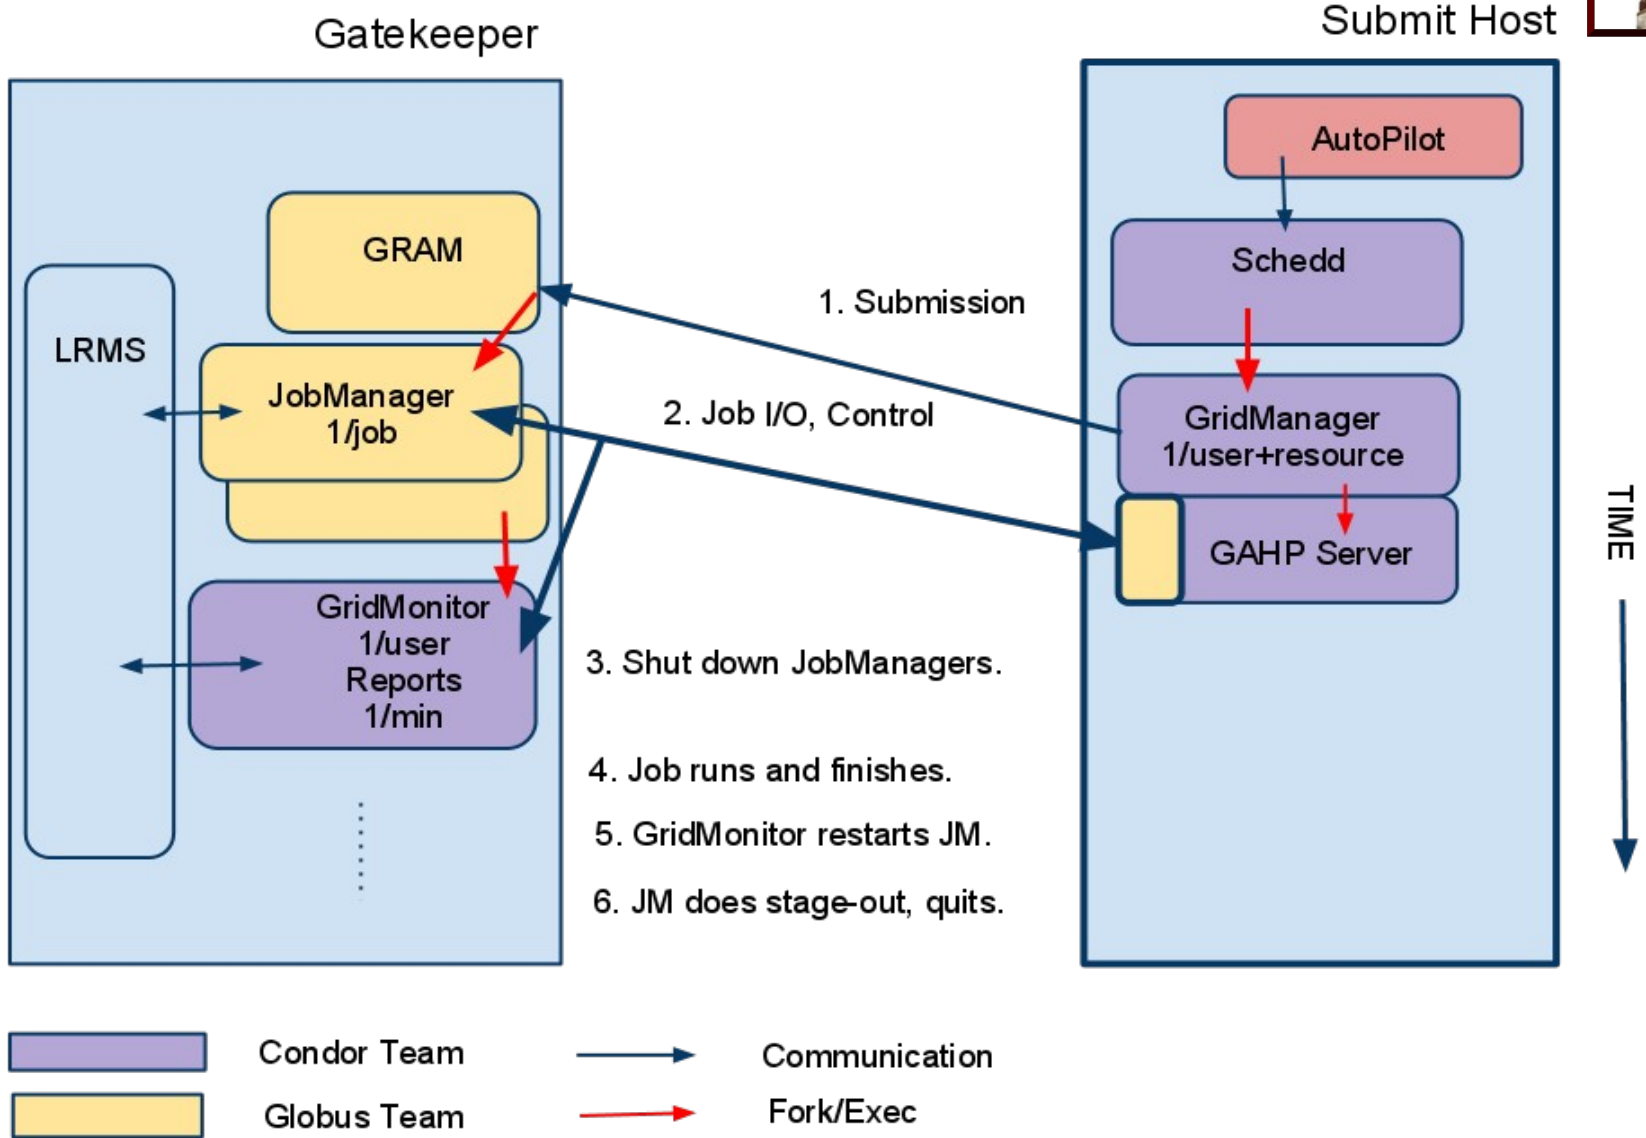 Gatekeeper
Submit Host
AutoPilot
Schedd
GRAM
LRMS
1. Submission
JobManager
1/job
2. Job I/O, Control
GridManager
1/user+resource
GAHP Server
TIME
GridMonitor
1/user
Reports
1/min
3. Shut down JobManagers.
4. Job runs and finishes.
5. GridMonitor restarts JM.
6. JM does stage-out, quits.
Condor Team
Communication
Globus Team
Fork/Exec